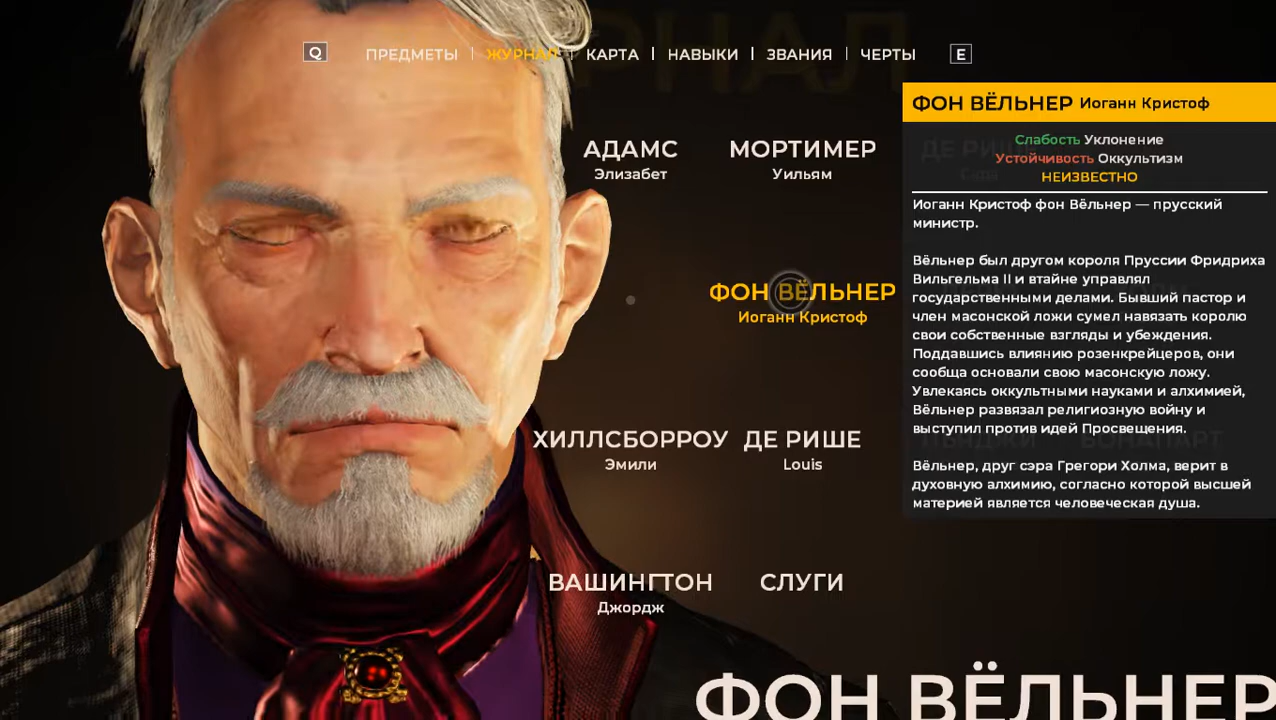 Q ПРЕДМЕТЫ ЖУРНАЛ КАРТА НАВЫКИ ЗВАНИЯ ЧЕРТЫ E
ФОН ВЁЛЬНЕР Иоганн Кристоф
Слабость Уклонение
Устойчивость Оккультизм
НЕИЗВЕСТНО
Иоганн Кристоф фон Вёльнер — прусский
министр.
Вёльнер был другом короля Пруссии Фридриха
Вильгельма II и втайне управлял
государственными делами. Бывший пастор и
член масонской ложи сумел навязать королю
свои собственные взгляды и убеждения.
Поддавшись влиянию розенкрейцеров, они
сообща основали свою масонскую ложу.
Увлекаясь оккультными науками и алхимией,
Вёльнер развязал религиозную войну и
выступил против идей Просвещения.
Вёльнер, друг сэра Грегори Холма, верит в
духовную алхимию, согласно которой высшей
материей является человеческая душа.
АДАМС
Элизабет
МОРТИМЕР
Уильям
ДЕ РИШЕ
ФОН ВЁЛЬНЕР
Иоганн Кристоф
ХИЛЛСБОРРОУ
Эмили
ДЕ РИШЕ
Louis
БОНАПАРТ
ВАШИНГТОН
Джордж
СЛУГИ
ФОН ВЁЛЬНЕР